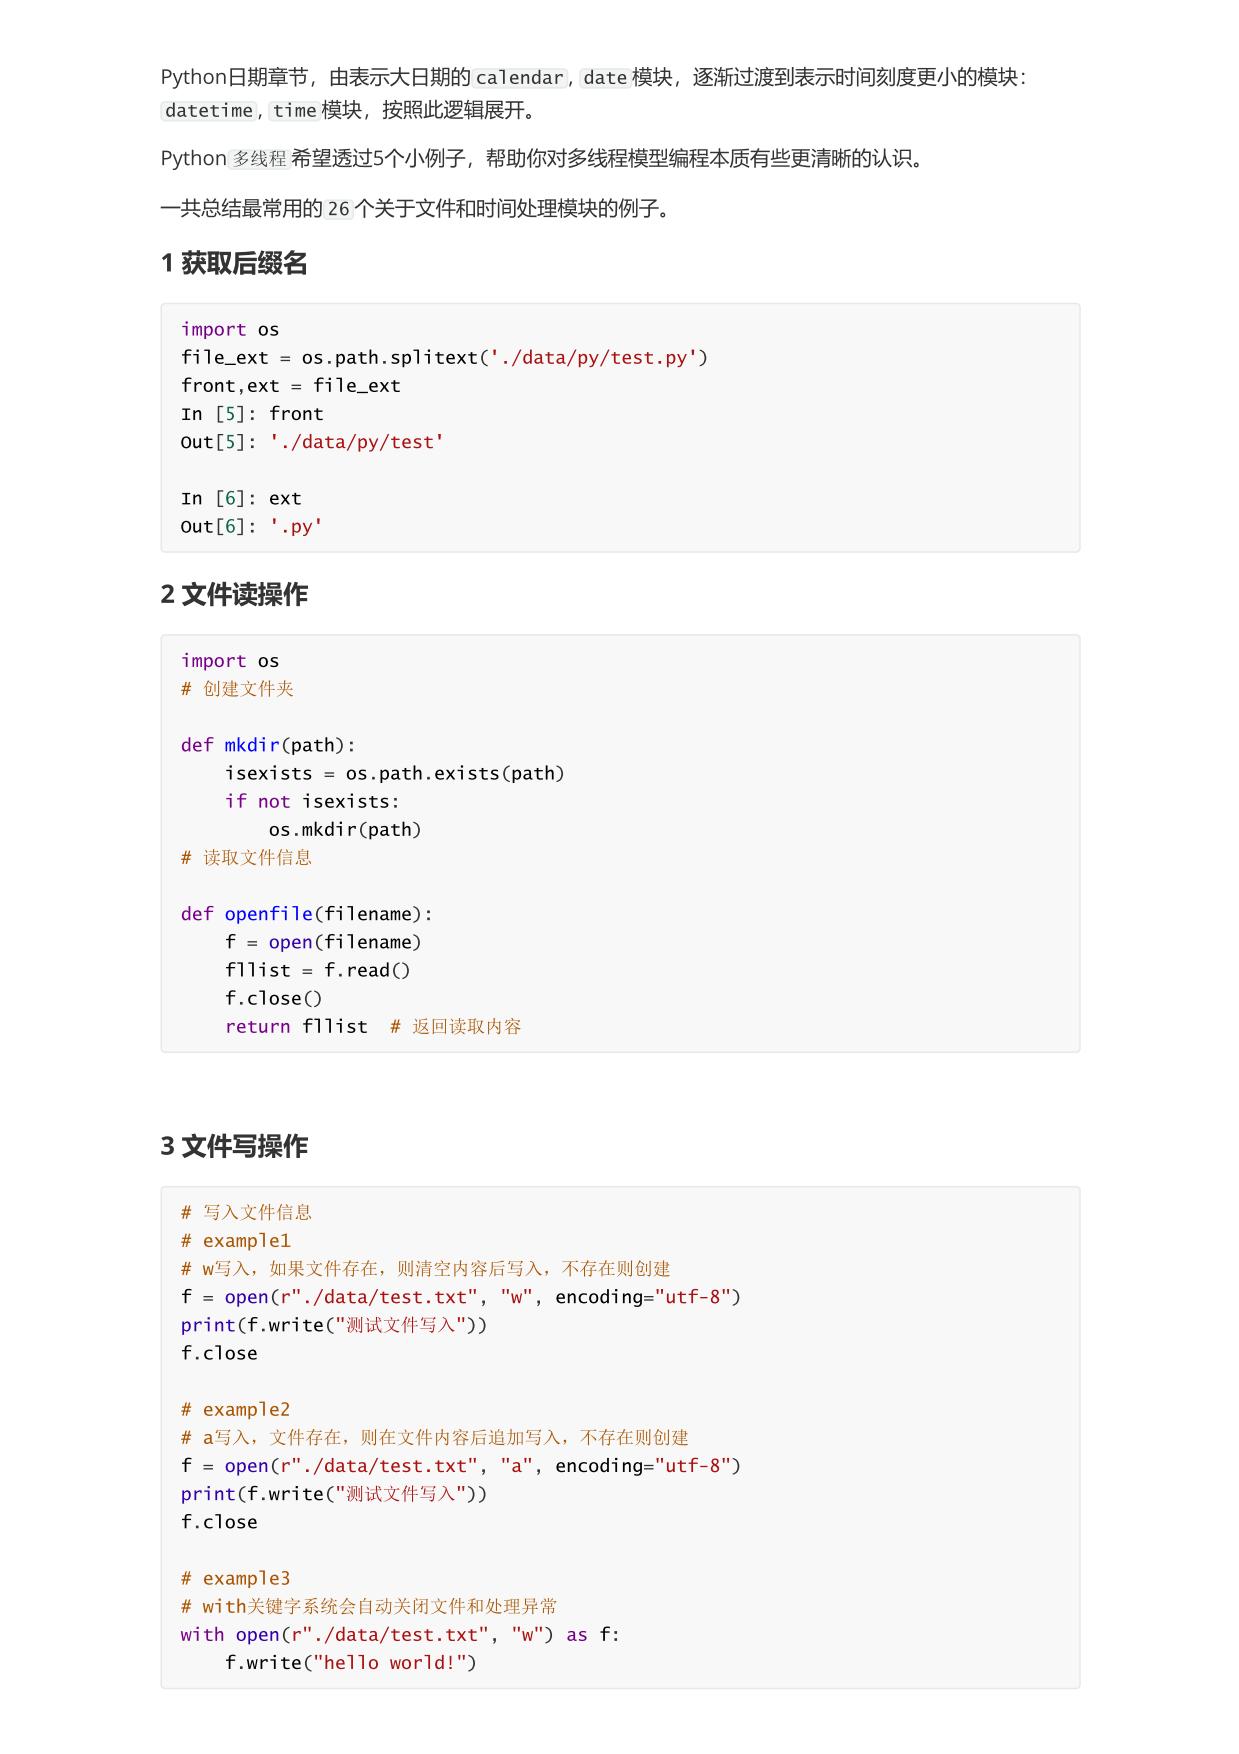 Python日期章节，由表示大日期的calendar, date模块，逐渐过渡到表示时间刻度更小的模块：
datetime, time模块，按照此逻辑展开。
Python多线程希望透过5个小例子，帮助你对多线程模型编程本质有些更清晰的认识。
一共总结最常用的26个关于文件和时间处理模块的例子。
1 获取后缀名
import os
file_ext = os.path.splitext('./data/py/test.py')
front,ext = file_ext
In [5]: front
Out[5]: './data/py/test'
In [6]: ext
Out[6]: '.py'
2 文件读操作
import os
# 创建文件夹
def mkdir(path):
    isexists = os.path.exists(path)
    if not isexists:
        os.mkdir(path)
# 读取文件信息
def openfile(filename):
    f = open(filename)
    fllist = f.read()
    f.close()
    return fllist  # 返回读取内容
3 文件写操作
# 写入文件信息
# example1
# w写入，如果文件存在，则清空内容后写入，不存在则创建
f = open(r"./data/test.txt", "w", encoding="utf-8")
print(f.write("测试文件写入"))
f.close
# example2
# a写入，文件存在，则在文件内容后追加写入，不存在则创建
f = open(r"./data/test.txt", "a", encoding="utf-8")
print(f.write("测试文件写入"))
f.close
# example3
# with关键字系统会自动关闭文件和处理异常
with open(r"./data/test.txt", "w") as f:
    f.write("hello world!")